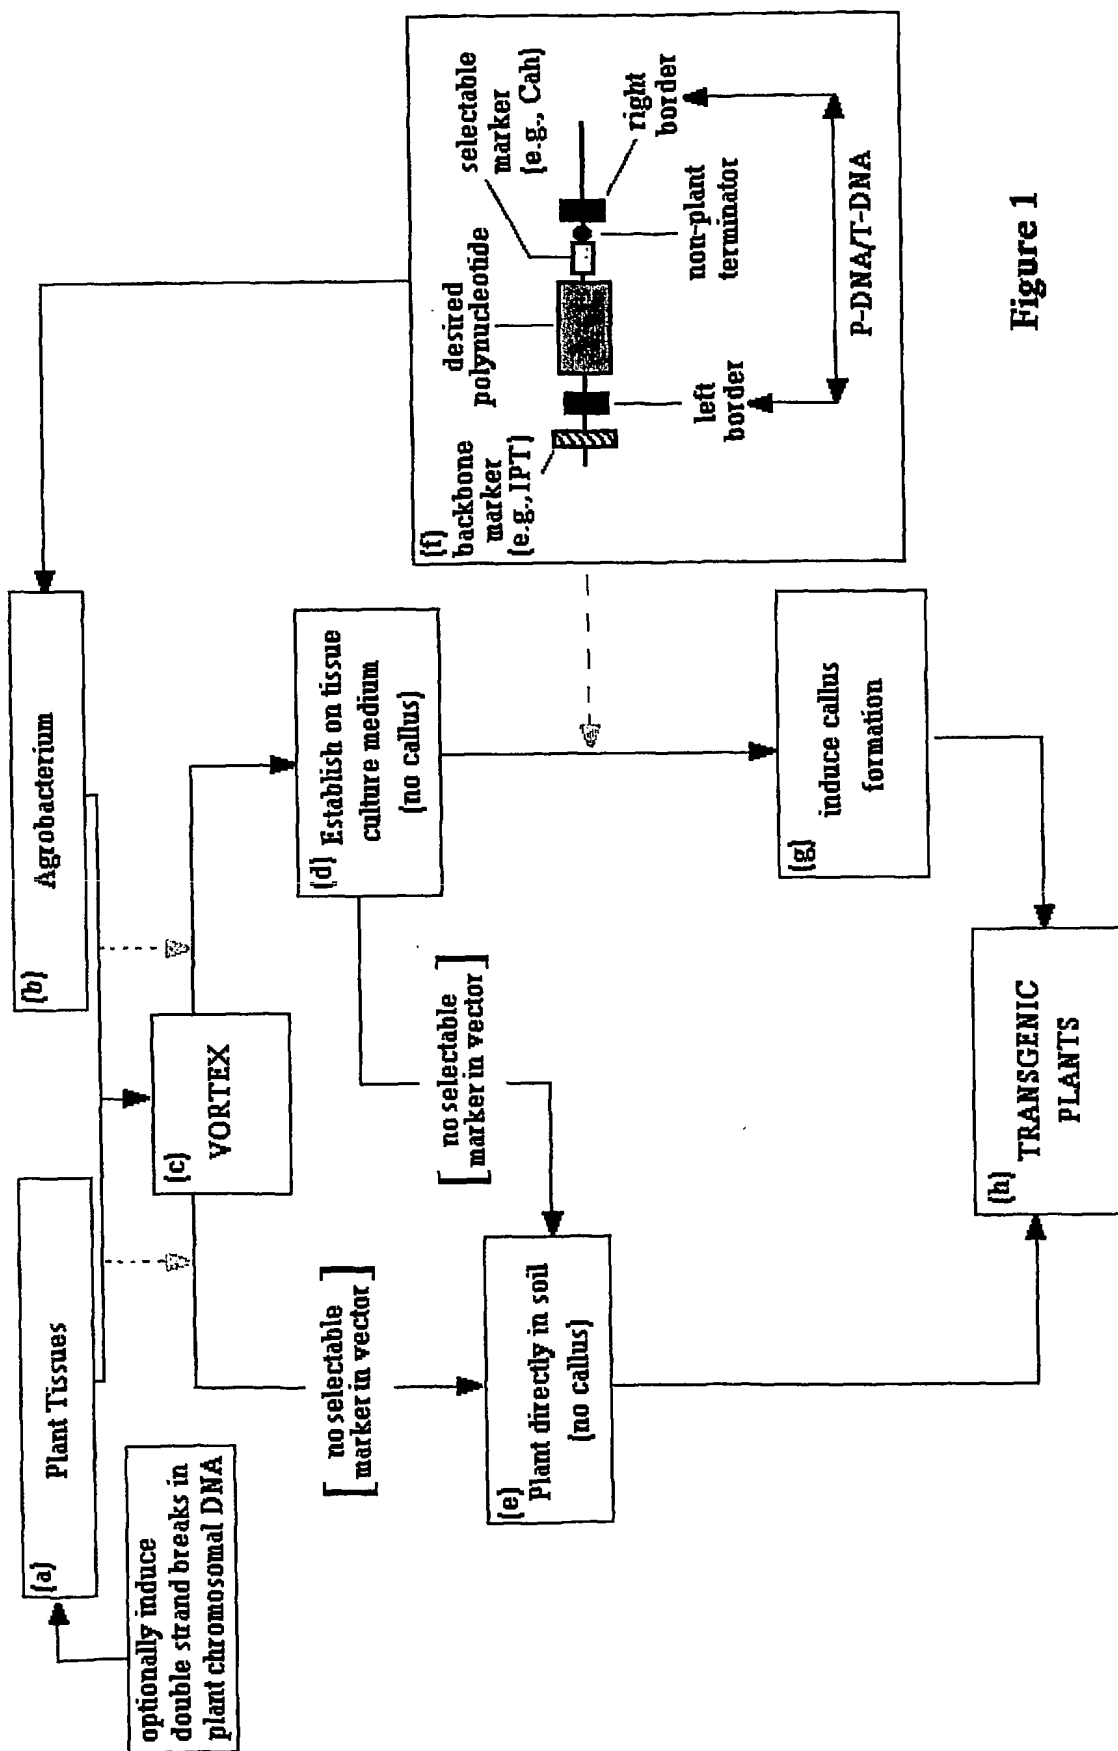 optionally induce
double strand breaks in
plant chromosomal DNA
(a)
Plant Tissues
(b)
Agrobacterium
(c)
VORTEX
[ no selectable
marker in vector ]
(d) Establish on tissue
culture medium
(no callus)
[ no selectable
marker in vector ]
(e)
Plant directly in soil
(no callus)
(f)
backbone
marker
(e.g., IPT)
desired
polynucleotide
selectable
marker
(e.g., Cah)
left
border
non-plant
terminator
right
border
P-DNA/T-DNA
(g)
induce callus
formation
(h)
TRANSGENIC
PLANTS
Figure 1